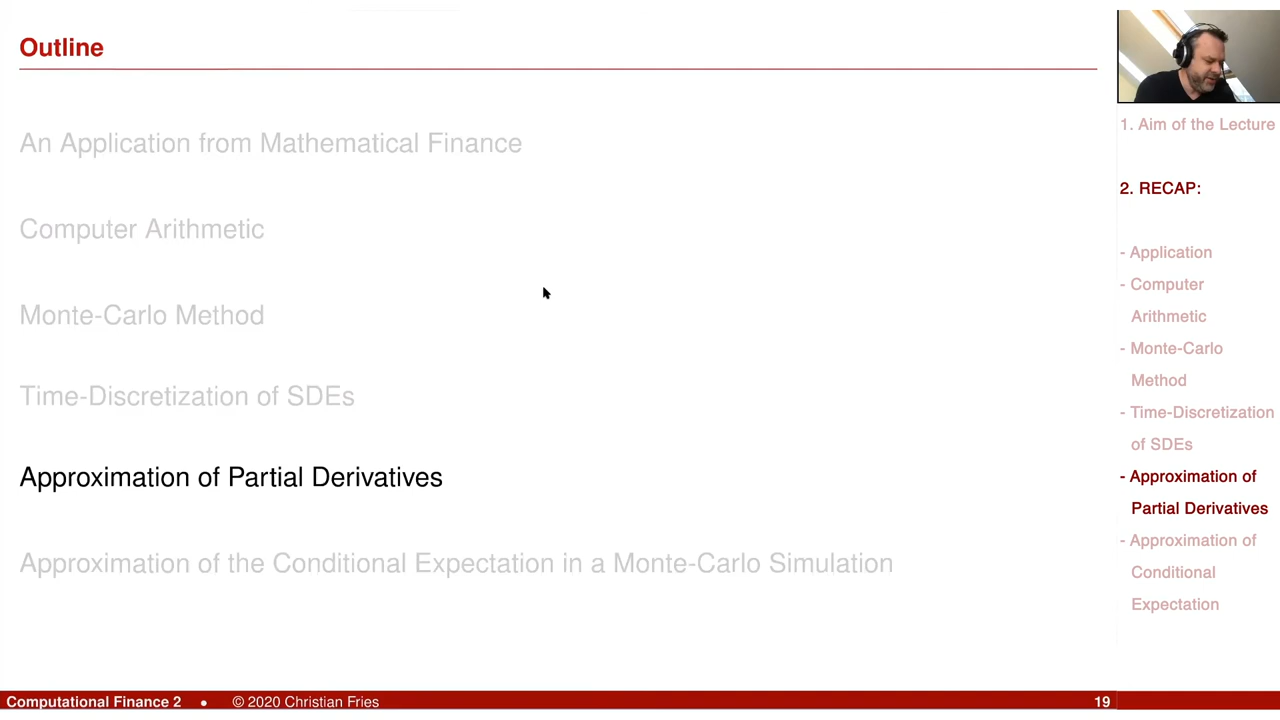 Outline
An Application from Mathematical Finance
Computer Arithmetic
Monte-Carlo Method
Time-Discretization of SDEs
Approximation of Partial Derivatives
Approximation of the Conditional Expectation in a Monte-Carlo Simulation
1. Aim of the Lecture
2. RECAP:
- Application
- Computer
Arithmetic
- Monte-Carlo
Method
- Time-Discretization
of SDEs
- Approximation of
Partial Derivatives
- Approximation of
Conditional
Expectation
Computational Finance 2 • © 2020 Christian Fries 19